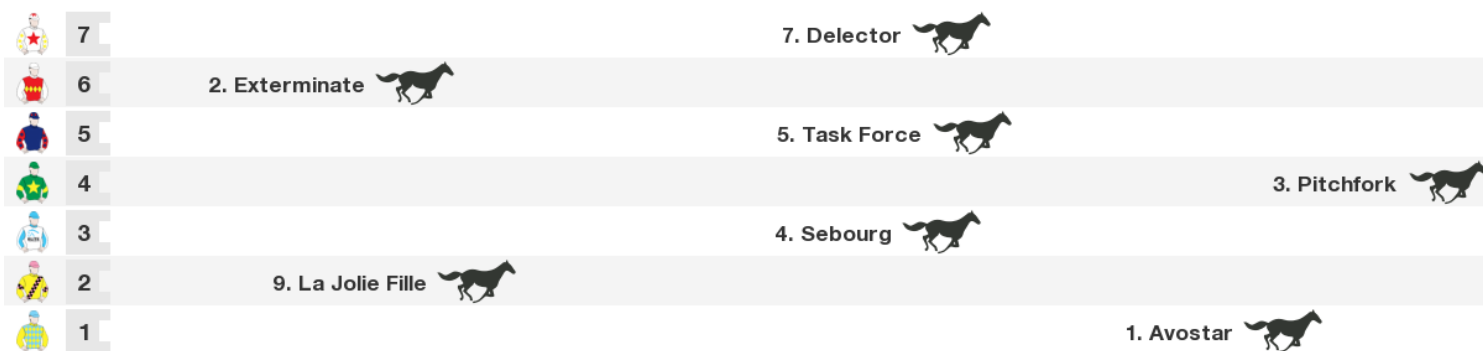 7 7. Delector
6 2. Exterminate
5 5. Task Force
4 3. Pitchfork
3 4. Sebourg
2 9. La Jolie Fille
1 1. Avostar